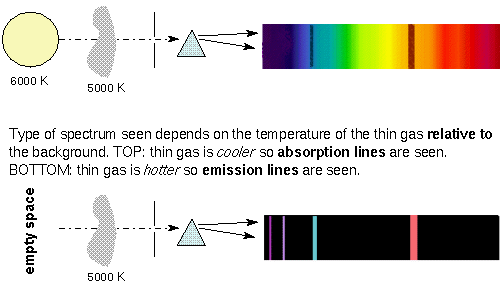 6000 K
5000 K
Type of spectrum seen depends on the temperature of the thin gas relative to
the background. TOP: thin gas is cooler so absorption lines are seen.
BOTTOM: thin gas is hotter so emission lines are seen.
empty space
5000 K